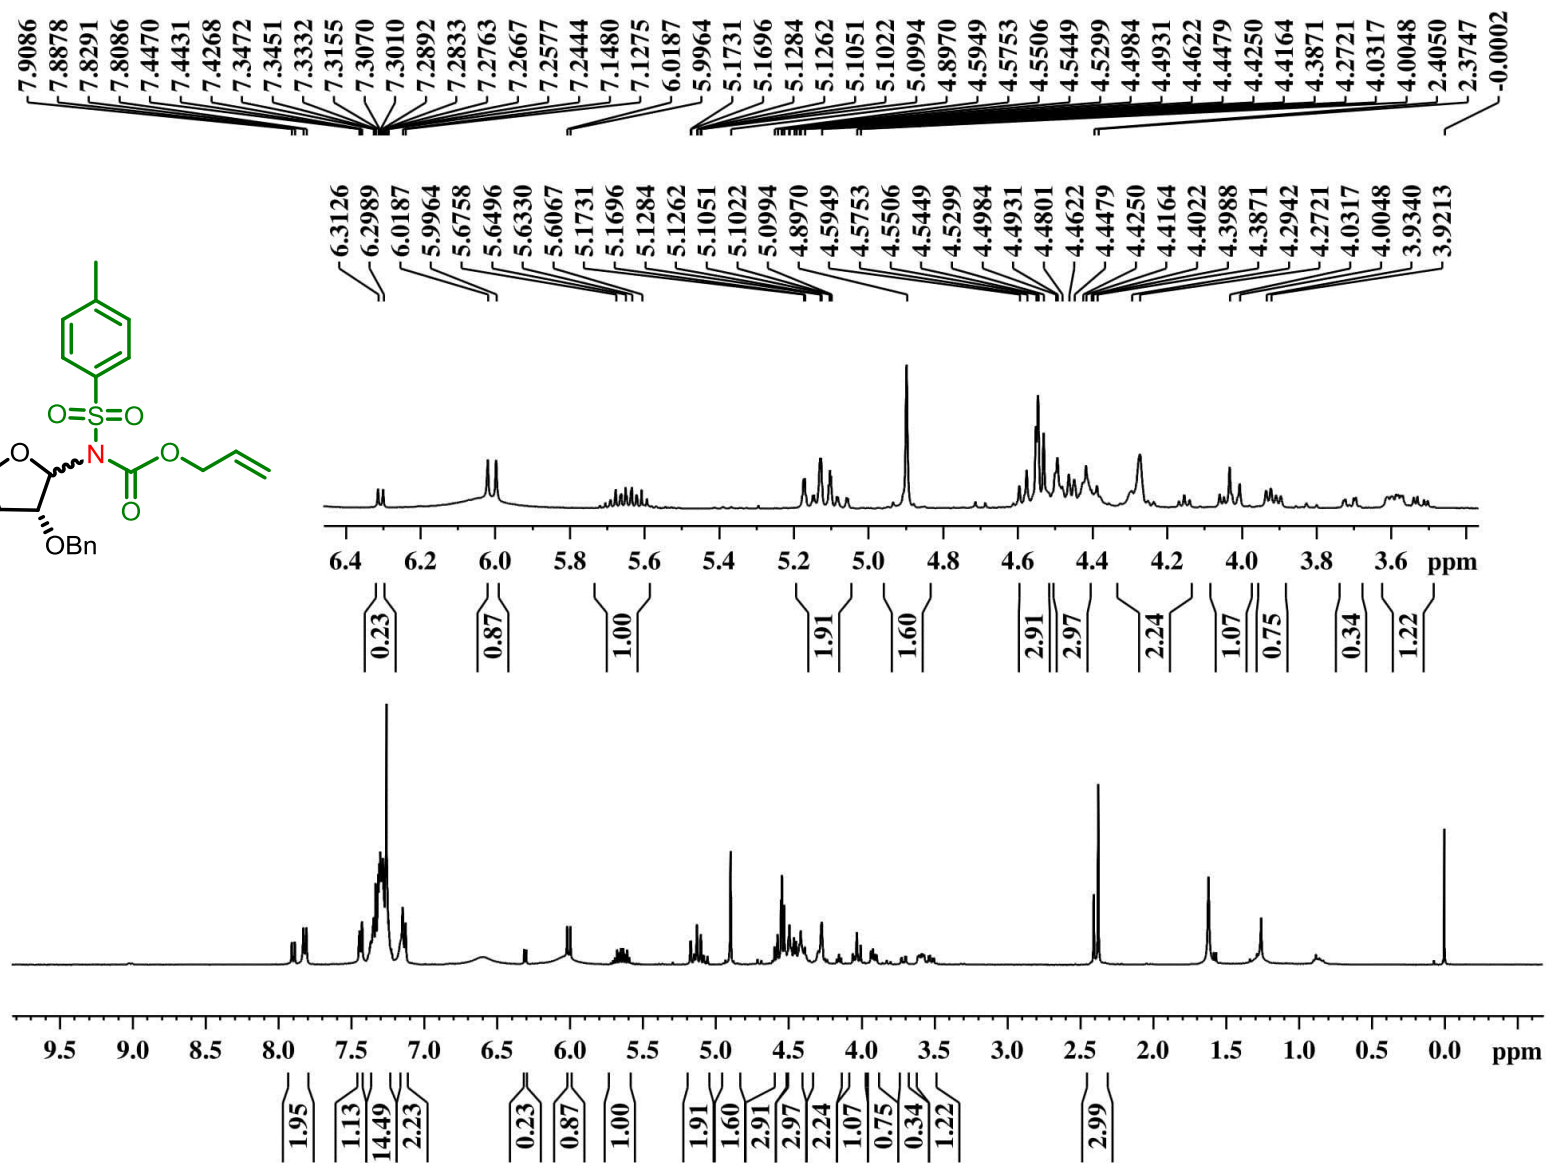 7.9086 7.8878 7.8291 7.8086 7.4470 7.4431 7.4268 7.3472 7.3451 7.3332 7.3155 7.3070 7.3010 7.2892 7.2833 7.2763 7.2667 7.2577 7.2444 7.1480 7.1275 6.0187 5.9964 5.1731 5.1696 5.1284 5.1262 5.1051 5.1022 5.0994 4.8970 4.5949 4.5753 4.5506 4.5449 4.5299 4.4984 4.4931 4.4622 4.4479 4.4250 4.4164 4.3871 4.2721 4.0317 4.0048 2.4050 2.3747 -0.0002
6.3126 6.2989 6.0187 5.9964 5.6758 5.6496 5.6330 5.6067 5.1731 5.1696 5.1284 5.1262 5.1051 5.1022 5.0994 4.8970 4.5949 4.5753 4.5506 4.5449 4.5299 4.4984 4.4931 4.4801 4.4622 4.4479 4.4250 4.4164 4.4022 4.3988 4.3871 4.2942 4.2721 4.0317 4.0048 3.9340 3.9213
O S O
O N O
O
OBn
6.4 6.2 6.0 5.8 5.6 5.4 5.2 5.0 4.8 4.6 4.4 4.2 4.0 3.8 3.6 ppm
0.23 0.87 1.00 1.91 1.60 2.91 2.97 2.24 1.07 0.75 0.34 1.22
9.5 9.0 8.5 8.0 7.5 7.0 6.5 6.0 5.5 5.0 4.5 4.0 3.5 3.0 2.5 2.0 1.5 1.0 0.5 0.0 ppm
1.95 1.13 14.49 2.23 0.23 0.87 1.00 1.91 1.60 2.91 2.97 2.24 1.07 0.75 0.34 1.22 2.99